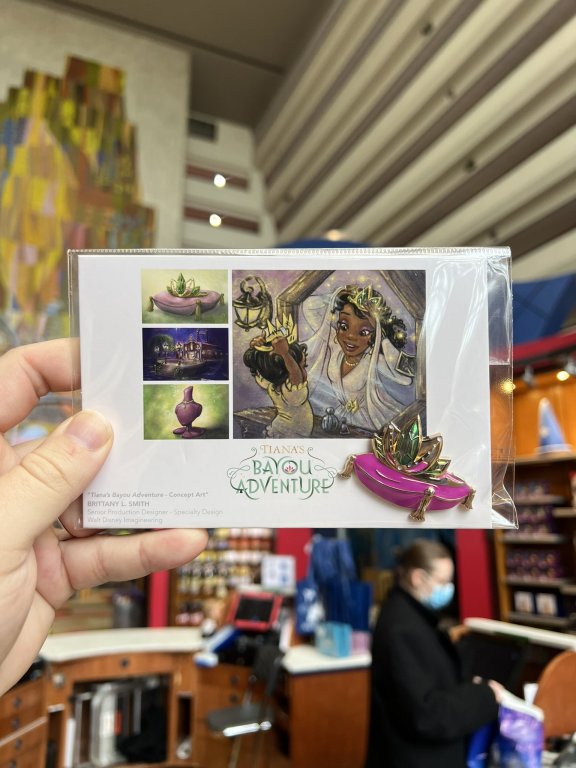 TIANA'S
BAYOU
ADVENTURE
"Tiana's Bayou Adventure - Concept Art"
BRITTANY L. SMITH
Senior Production Designer - Specialty Design
Walt Disney Imagineering